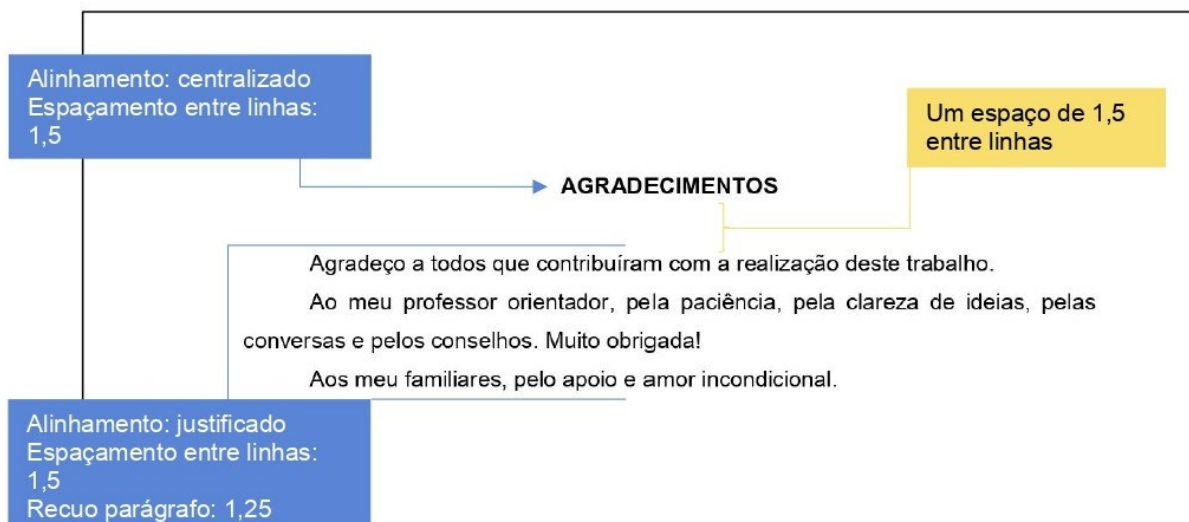 Alinhamento: centralizado
Espaçamento entre linhas:
1,5
Um espaço de 1,5
entre linhas
AGRADECIMENTOS
Agradeço a todos que contribuíram com a realização deste trabalho.
Ao meu professor orientador, pela paciência, pela clareza de ideias, pelas
conversas e pelos conselhos. Muito obrigada!
Aos meu familiares, pelo apoio e amor incondicional.
Alinhamento: justificado
Espaçamento entre linhas:
1,5
Recuo parágrafo: 1,25